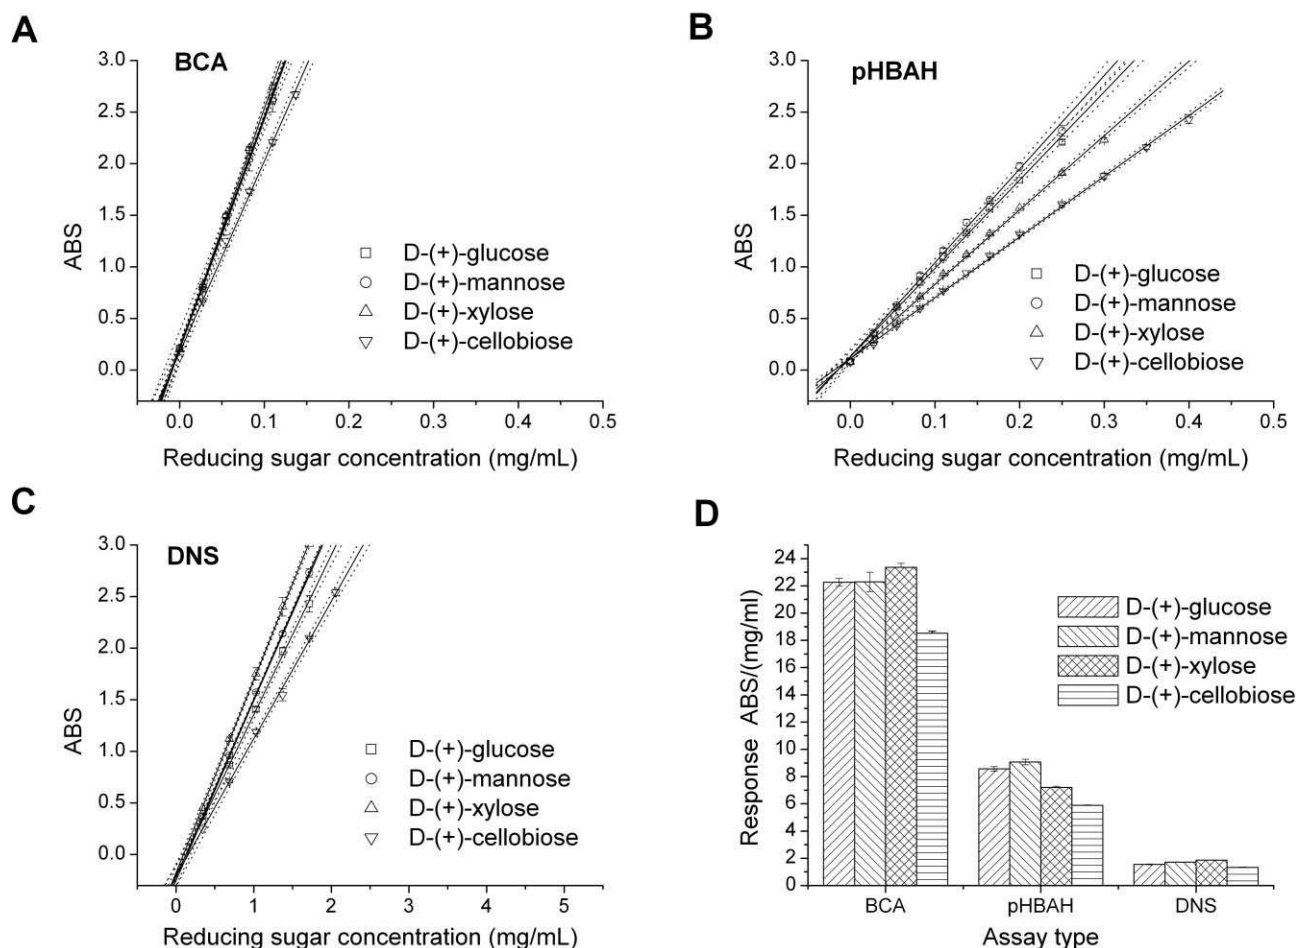 A
BCA
3.0
2.5
2.0
1.5
1.0
0.5
0.0
ABS
D-(+)-glucose
D-(+)-mannose
D-(+)-xylose
D-(+)-cellobiose
0.0 0.1 0.2 0.3 0.4 0.5
Reducing sugar concentration (mg/mL)
B
pHBAH
3.0
2.5
2.0
1.5
1.0
0.5
0.0
ABS
D-(+)-glucose
D-(+)-mannose
D-(+)-xylose
D-(+)-cellobiose
0.0 0.1 0.2 0.3 0.4 0.5
Reducing sugar concentration (mg/mL)
C
DNS
3.0
2.5
2.0
1.5
1.0
0.5
0.0
ABS
D-(+)-glucose
D-(+)-mannose
D-(+)-xylose
D-(+)-cellobiose
0 1 2 3 4 5
Reducing sugar concentration (mg/mL)
D
24
22
20
18
16
14
12
10
8
6
4
2
0
Response ABS/(mg/ml)
D-(+)-glucose
D-(+)-mannose
D-(+)-xylose
D-(+)-cellobiose
BCA pHBAH DNS
Assay type